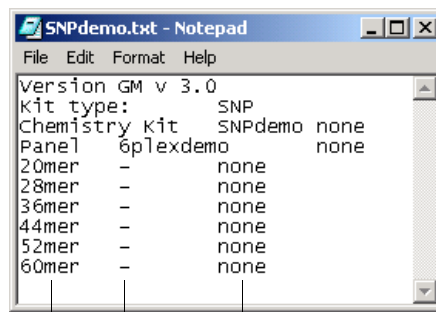 SNPdemo.txt - Notepad
File Edit Format Help
Version GM v 3.0
Kit type: SNP
Chemistry Kit SNPdemo none
Panel 6plexdemo none
20mer - none
28mer - none
36mer - none
44mer - none
52mer - none
60mer - none